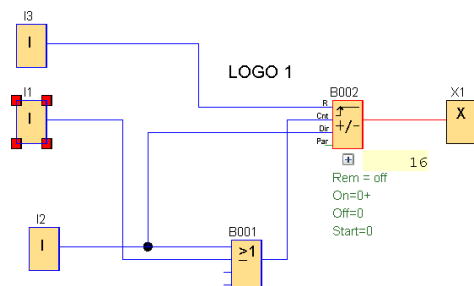 I3
I
LOGO 1
I1
I
B002
X1
R
Cnt
Dir
Par
+/-
X
+
16
Rem = off
On=0+
Off=0
Start=0
I2
I
B001
≥1